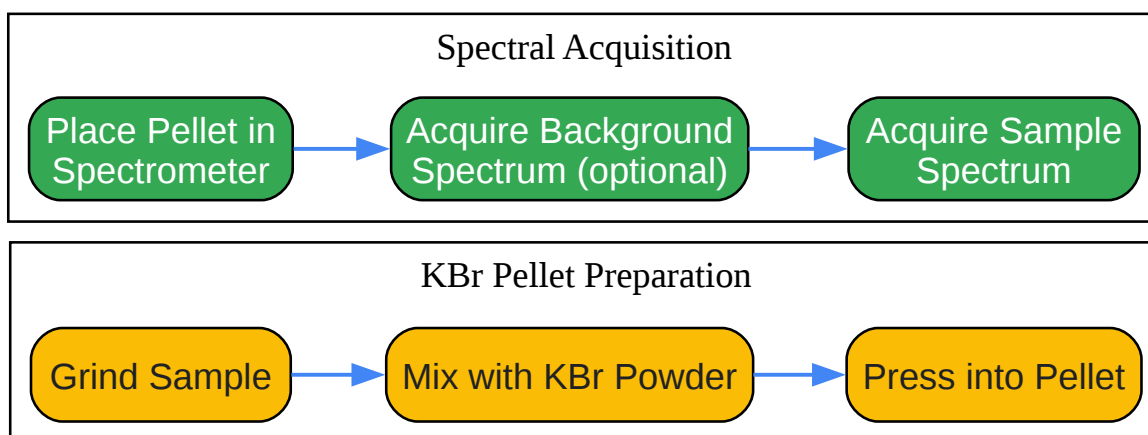 Spectral Acquisition
Place Pellet in
Spectrometer
Acquire Background
Spectrum (optional)
Acquire Sample
Spectrum
KBr Pellet Preparation
Grind Sample
Mix with KBr Powder
Press into Pellet